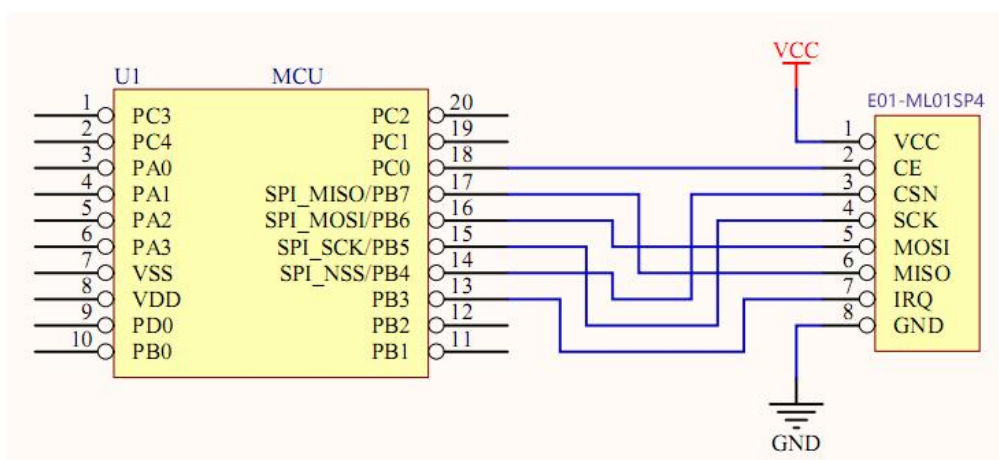 VCC
U1 MCU
E01-ML01SP4
1 PC3 PC2 20
2 PC4 PC1 19
3 PA0 PC0 18
4 PA1 SPI_MISO/PB7 17
5 PA2 SPI_MOSI/PB6 16
6 PA3 SPI_SCK/PB5 15
7 VSS SPI_NSS/PB4 14
8 VDD PB3 13
9 PD0 PB2 12
10 PB0 PB1 11
1 VCC
2 CE
3 CSN
4 SCK
5 MOSI
6 MISO
7 IRQ
8 GND
GND